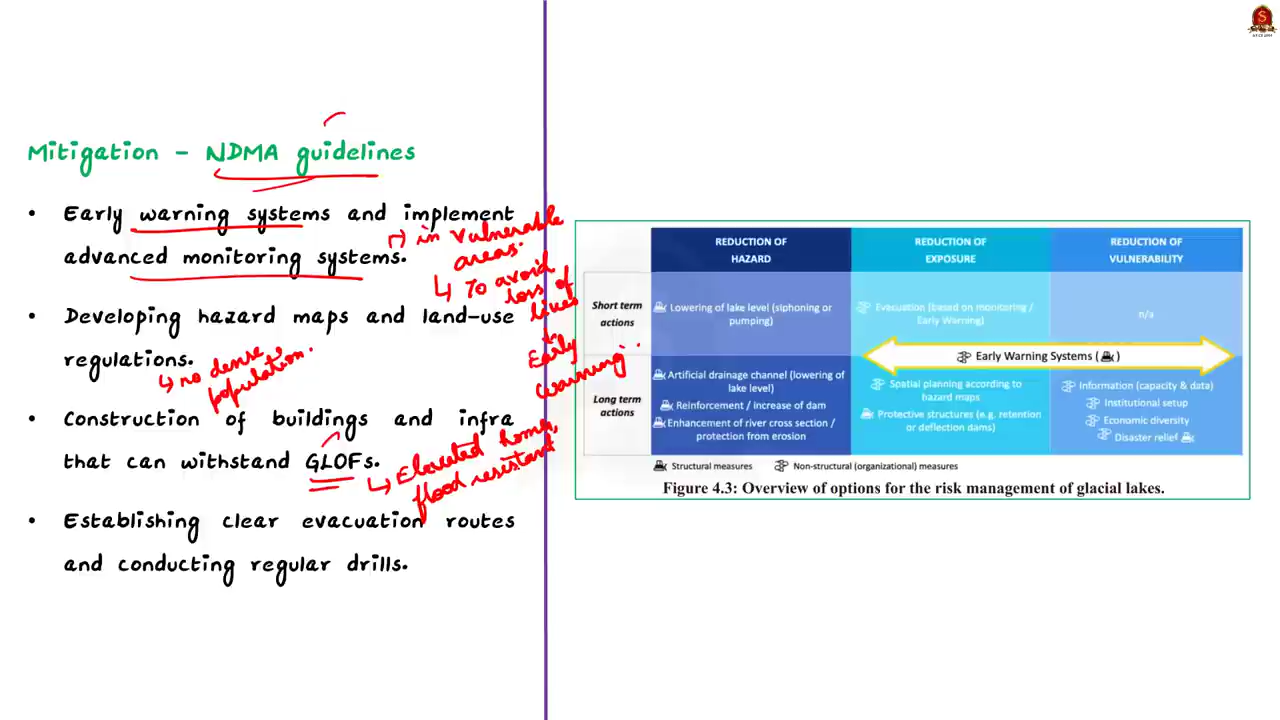 Mitigation - NDMA guidelines
• Early warning systems and implement
advanced monitoring systems.
↳ in vulnerable
areas.
↳ To avoid
loss of
lives
↓
Early
warning.
• Developing hazard maps and land-use
regulations.
↳ no dense
population.
• Construction of buildings and infra
that can withstand GLOFs.
↳ Elevated homes,
flood resistant
• Establishing clear evacuation routes
and conducting regular drills.
REDUCTION OF
HAZARD
REDUCTION OF
EXPOSURE
REDUCTION OF
VULNERABILITY
Short term
actions
Lowering of lake level (siphoning or
pumping)
Evacuation (based on monitoring /
Early Warning)
n/a
Early Warning Systems ( )
Long term
actions
Artificial drainage channel (lowering of
lake level)
Reinforcement / increase of dam
Enhancement of river cross section /
protection from erosion
Spatial planning according to
hazard maps
Protective structures (e.g. retention
or deflection dams)
Information (capacity & data)
Institutional setup
Economic diversity
Disaster relief
Structural measures
Non-structural (organizational) measures
Figure 4.3: Overview of options for the risk management of glacial lakes.